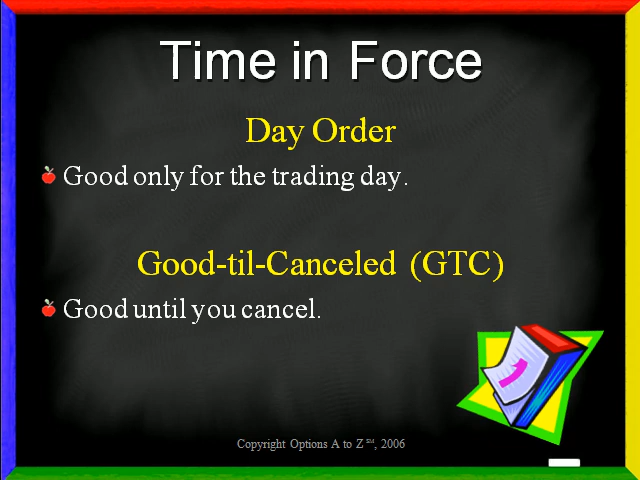 Time in Force
Day Order
Good only for the trading day.
Good-til-Canceled (GTC)
Good until you cancel.
Copyright Options A to Z ℠, 2006